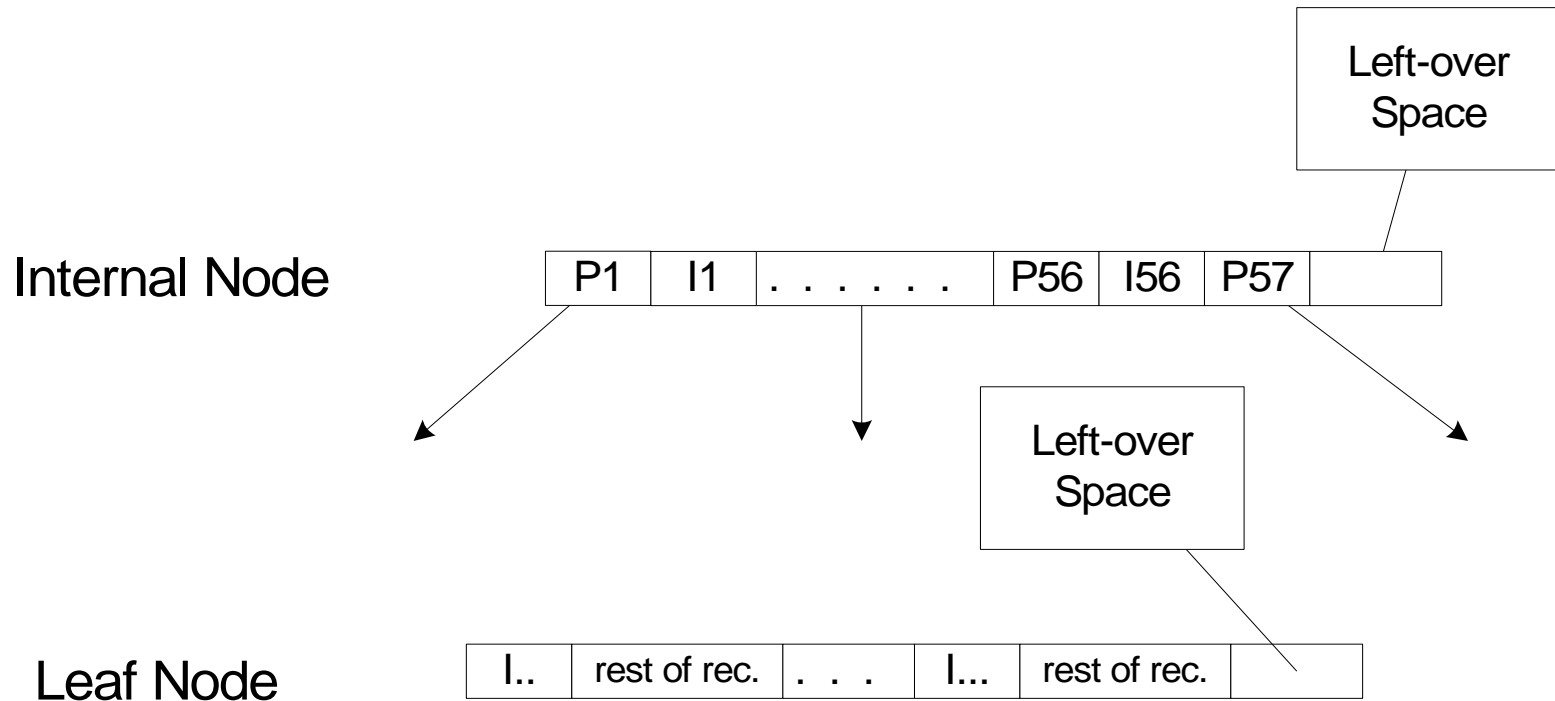 Left-over
Space
Internal Node
P1 I1 . . . . . . P56 I56 P57
Left-over
Space
Leaf Node
I.. rest of rec. . . . I... rest of rec.